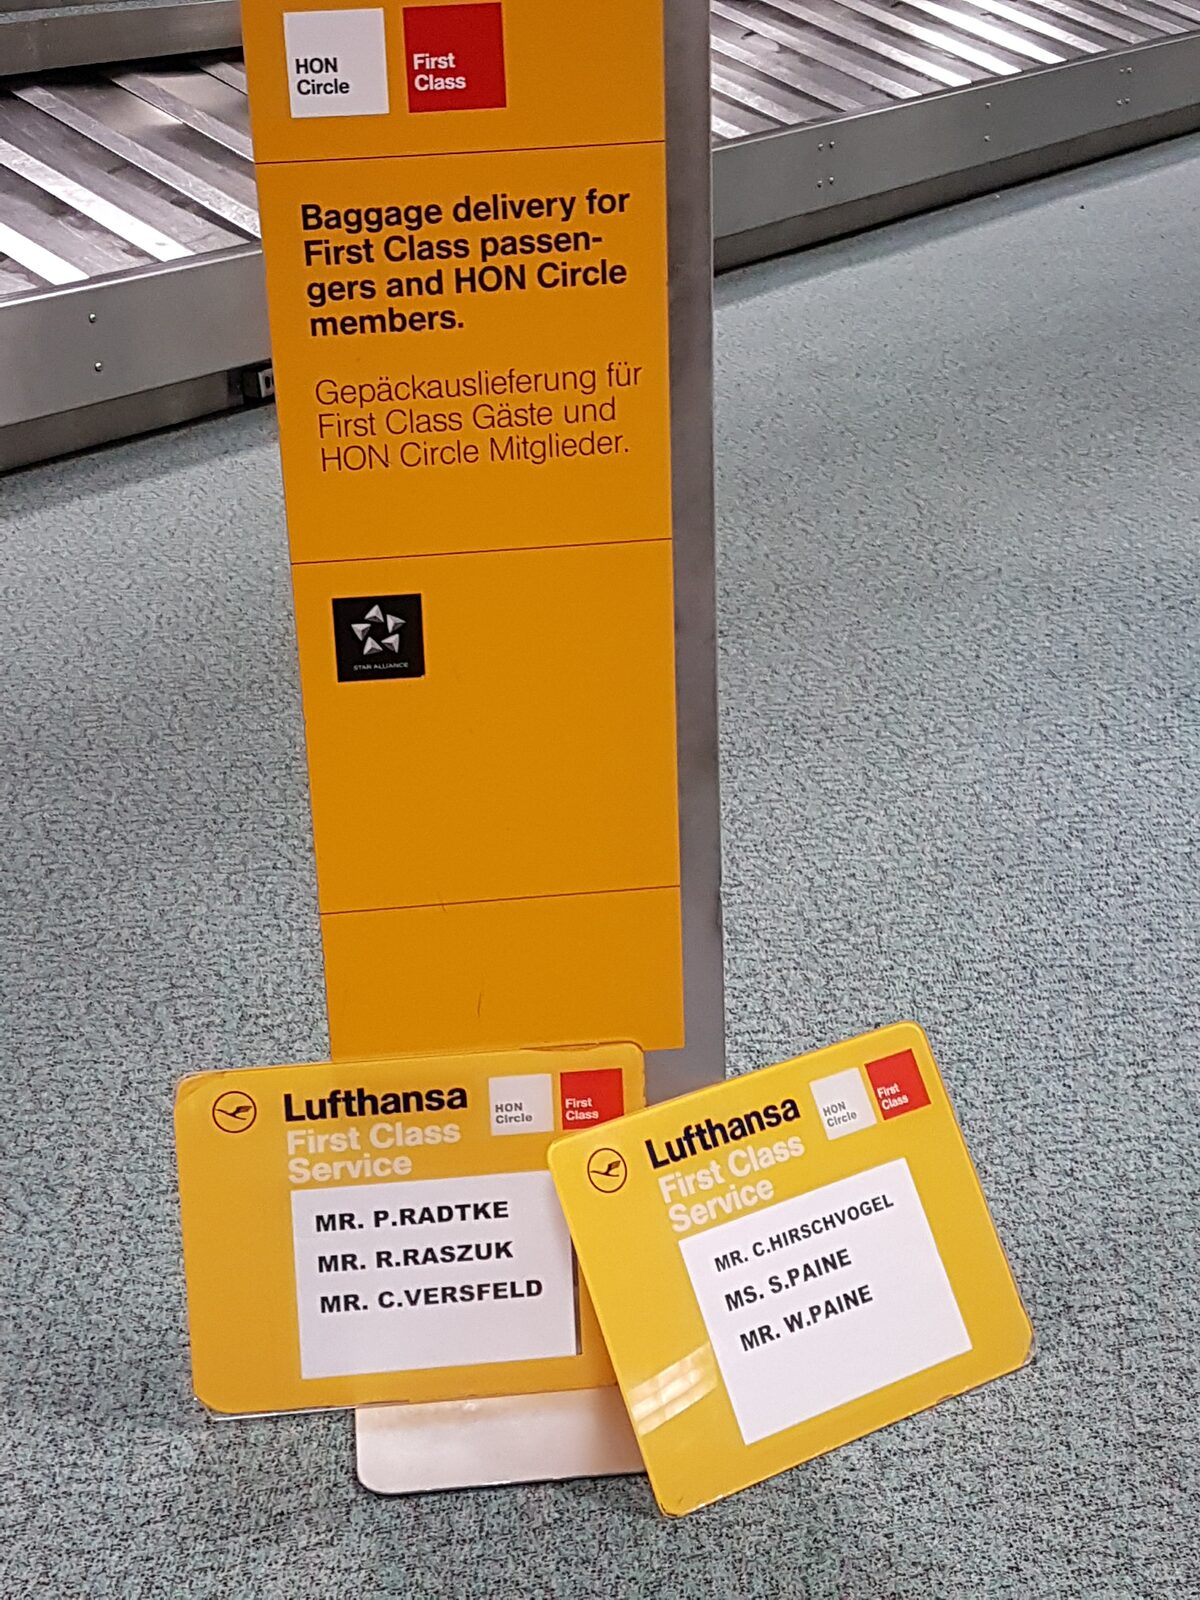 HON
Circle
First
Class
Baggage delivery for
First Class passen-
gers and HON Circle
members.
Gepäckauslieferung für
First Class Gäste und
HON Circle Mitglieder.
STAR ALLIANCE
Lufthansa
First Class
Service
HON
Circle
First
Class
MR. P.RADTKE
MR. R.RASZUK
MR. C.VERSFELD
Lufthansa
First Class
Service
HON
Circle
First
Class
MR. C.HIRSCHVOGEL
MS. S.PAINE
MR. W.PAINE